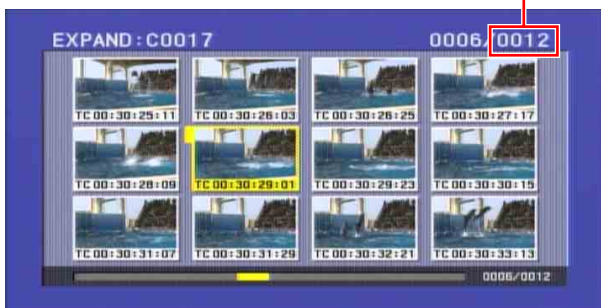 EXPAND:C0017 0006/0012
TC 00:30:25:11 TC 00:30:26:03 TC 00:30:26:25 TC 00:30:27:17
TC 00:30:28:09 TC 00:30:29:01 TC 00:30:29:23 TC 00:30:30:15
TC 00:30:31:07 TC 00:30:31:29 TC 00:30:32:21 TC 00:30:33:13
0006/0012